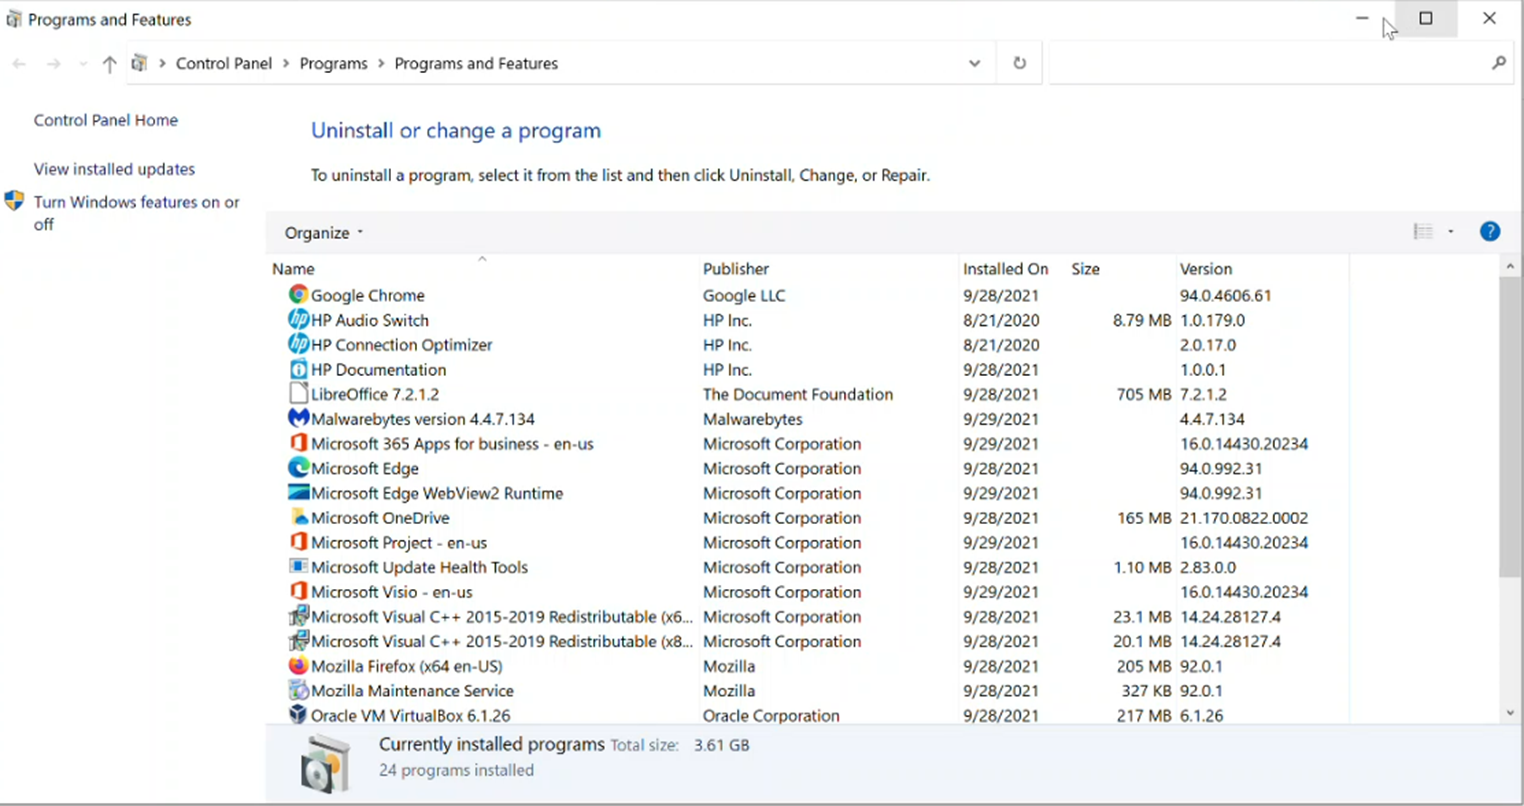 Programs and Features
Control Panel > Programs > Programs and Features
Control Panel Home
View installed updates
Turn Windows features on or
off
Uninstall or change a program
To uninstall a program, select it from the list and then click Uninstall, Change, or Repair.
Organize
Name Publisher Installed On Size Version
Google Chrome Google LLC 9/28/2021 94.0.4606.61
HP Audio Switch HP Inc. 8/21/2020 8.79 MB 1.0.179.0
HP Connection Optimizer HP Inc. 8/21/2020 2.0.17.0
HP Documentation HP Inc. 9/28/2021 1.0.0.1
LibreOffice 7.2.1.2 The Document Foundation 9/28/2021 705 MB 7.2.1.2
Malwarebytes version 4.4.7.134 Malwarebytes 9/29/2021 4.4.7.134
Microsoft 365 Apps for business - en-us Microsoft Corporation 9/29/2021 16.0.14430.20234
Microsoft Edge Microsoft Corporation 9/28/2021 94.0.992.31
Microsoft Edge WebView2 Runtime Microsoft Corporation 9/29/2021 94.0.992.31
Microsoft OneDrive Microsoft Corporation 9/28/2021 165 MB 21.170.0822.0002
Microsoft Project - en-us Microsoft Corporation 9/29/2021 16.0.14430.20234
Microsoft Update Health Tools Microsoft Corporation 9/28/2021 1.10 MB 2.83.0.0
Microsoft Visio - en-us Microsoft Corporation 9/29/2021 16.0.14430.20234
Microsoft Visual C++ 2015-2019 Redistributable (x6... Microsoft Corporation 9/28/2021 23.1 MB 14.24.28127.4
Microsoft Visual C++ 2015-2019 Redistributable (x8... Microsoft Corporation 9/28/2021 20.1 MB 14.24.28127.4
Mozilla Firefox (x64 en-US) Mozilla 9/28/2021 205 MB 92.0.1
Mozilla Maintenance Service Mozilla 9/28/2021 327 KB 92.0.1
Oracle VM VirtualBox 6.1.26 Oracle Corporation 9/28/2021 217 MB 6.1.26
Currently installed programs Total size: 3.61 GB
24 programs installed